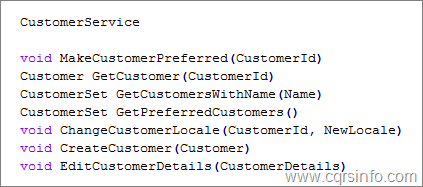 CustomerService
void MakeCustomerPreferred(CustomerId)
Customer GetCustomer(CustomerId)
CustomerSet GetCustomersWithName(Name)
CustomerSet GetPreferredCustomers()
void ChangeCustomerLocale(CustomerId, NewLocale)
void CreateCustomer(Customer)
void EditCustomerDetails(CustomerDetails)
www.cqrsinfo.com